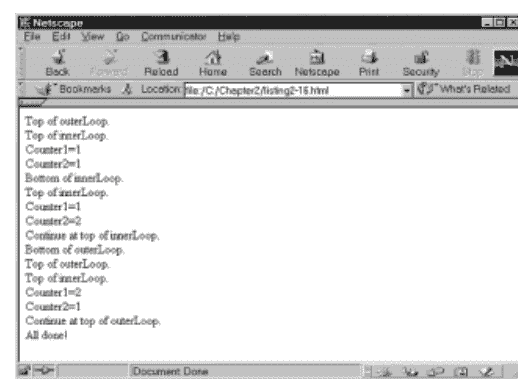 Netscape
File Edit View Go Communicator Help
Back Forward Reload Home Search Netscape Print Security Stop
Bookmarks Location: file:/C:/Chapter2/listing2-16.html What's Related
Top of outerLoop.
Top of innerLoop.
Counter1=1
Counter2=1
Bottom of innerLoop.
Top of innerLoop.
Counter1=1
Counter2=2
Continue at top of innerLoop.
Bottom of outerLoop.
Top of outerLoop.
Top of innerLoop.
Counter1=2
Counter2=1
Continue at top of outerLoop.
All done!
Document Done